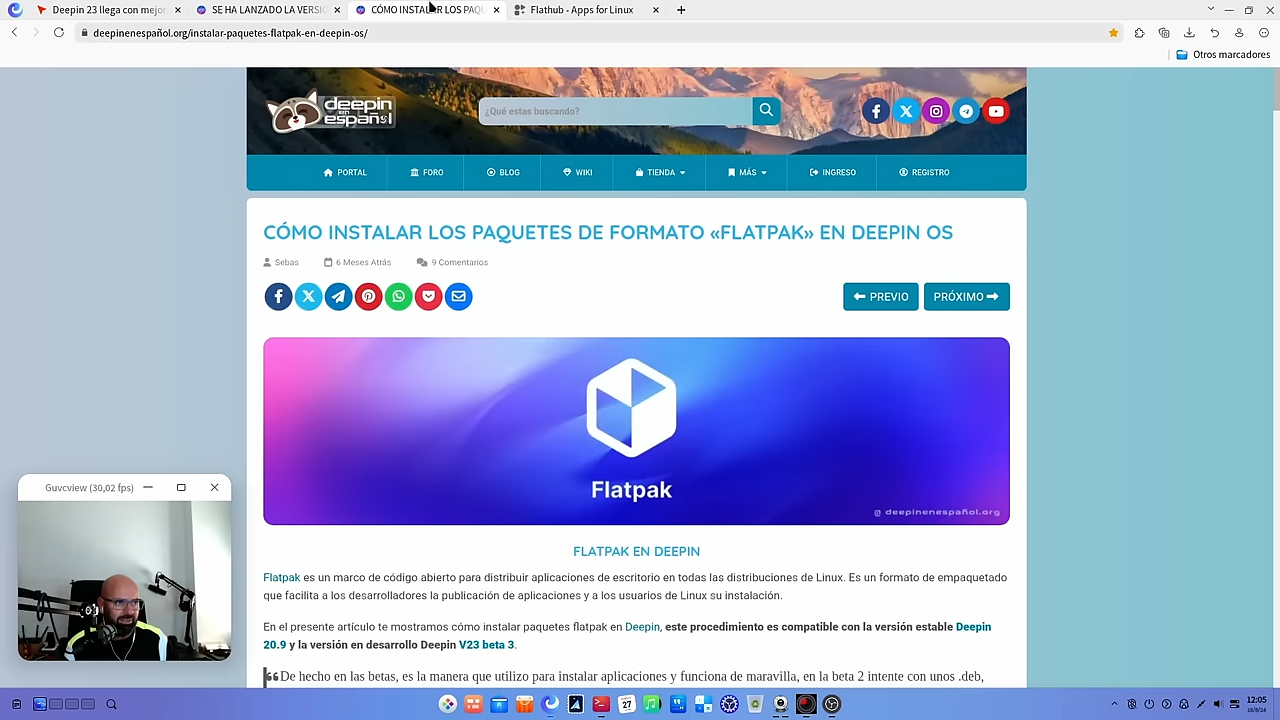 Deepin 23 llega con mejor
SE HA LANZADO LA VERSI
CÓMO INSTALAR LOS PAQU
Flathub - Apps for Linux
deepinenespañol.org/instalar-paquetes-flatpak-en-deepin-os/
Otros marcadores
deepin
en
español
¿Qué estas buscando?
PORTAL
FORO
BLOG
WIKI
TIENDA
MÁS
INGRESO
REGISTRO
CÓMO INSTALAR LOS PAQUETES DE FORMATO «FLATPAK» EN DEEPIN OS
Sebas
6 Meses Atrás
9 Comentarios
PREVIO
PRÓXIMO
Flatpak
@ deepinenespañol.org
Guvcview (30,02 fps)
FLATPAK EN DEEPIN
Flatpak es un marco de código abierto para distribuir aplicaciones de escritorio en todas las distribuciones de Linux. Es un formato de empaquetado
que facilita a los desarrolladores la publicación de aplicaciones y a los usuarios de Linux su instalación.
En el presente artículo te mostramos cómo instalar paquetes flatpak en Deepin, este procedimiento es compatible con la versión estable Deepin
20.9 y la versión en desarrollo Deepin V23 beta 3.
De hecho en las betas, es la manera que utilizo para instalar aplicaciones y funciona de maravilla, en la beta 2 intente con unos .deb,
27
12:05
18/8/24